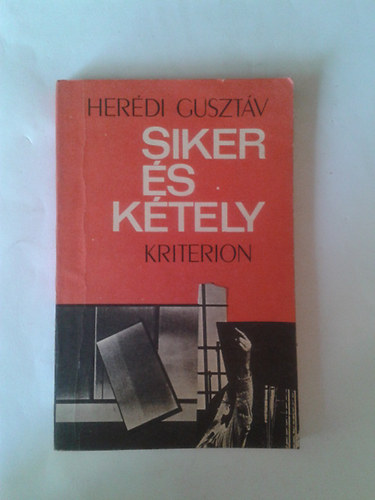 HERÉDI GUSZTÁV
SIKER
ÉS
KÉTELY
KRITERION